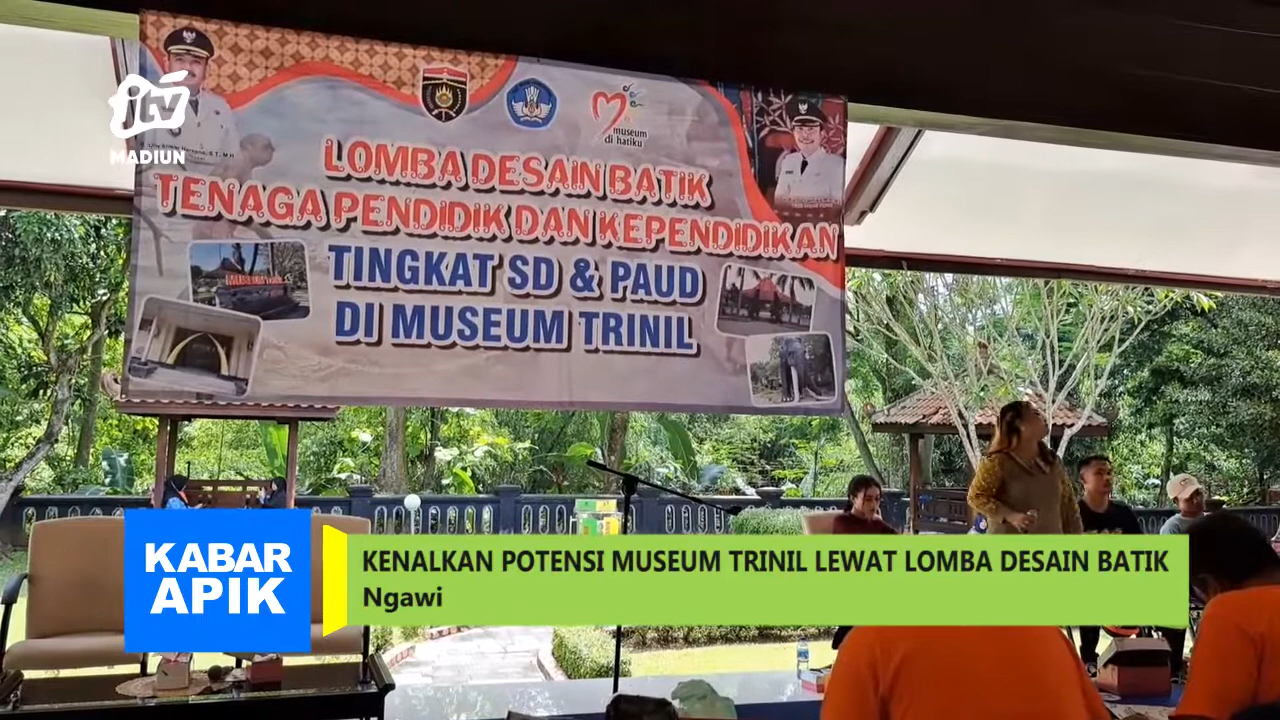 jtv
MADIUN
museum
di hatiku
LOMBA DESAIN BATIK
TENAGA PENDIDIK DAN KEPENDIDIKAN
TINGKAT SD & PAUD
DI MUSEUM TRINIL
KABAR
APIK
KENALKAN POTENSI MUSEUM TRINIL LEWAT LOMBA DESAIN BATIK
Ngawi